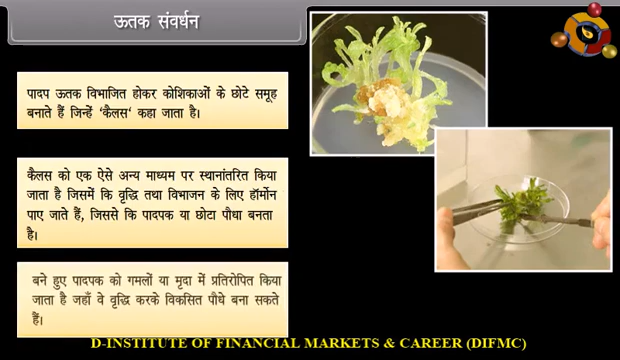 ऊतक संवर्धन
पादप ऊतक विभाजित होकर कोशिकाओं के छोटे समूह
बनाते हैं जिन्हें ‘कैलस‘ कहा जाता है।
कैलस को एक ऐसे अन्य माध्यम पर स्थानांतरित किया
जाता है जिसमें कि वृद्धि तथा विभाजन के लिए हॉर्मोन
पाए जाते हैं, जिससे कि पादपक या छोटा पौधा बनता
है।
बने हुए पादपक को गमलों या मृदा में प्रतिरोपित किया
जाता है जहाँ वे वृद्धि करके विकसित पौधे बना सकते
हैं।
D-INSTITUTE OF FINANCIAL MARKETS & CAREER (DIFMC)